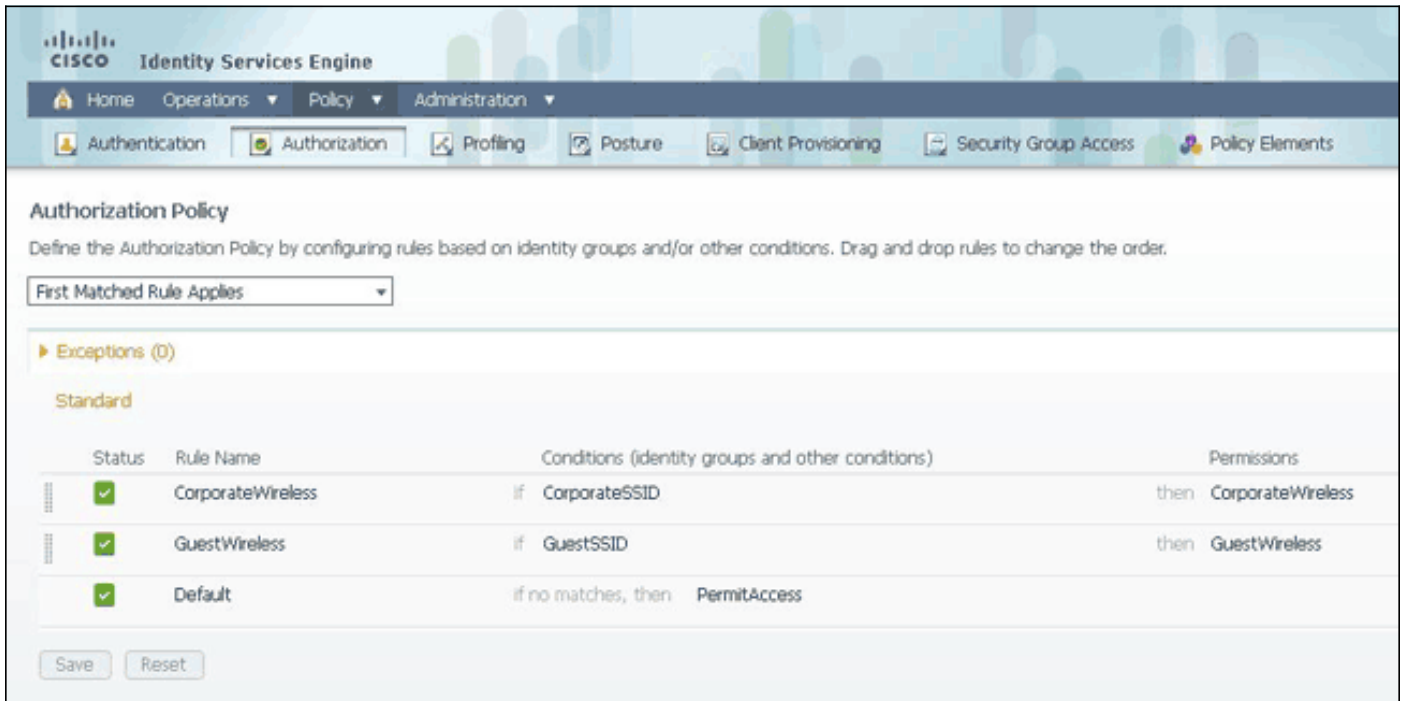 CISCO Identity Services Engine
Home Operations Policy Administration
Authentication Authorization Profiling Posture Client Provisioning Security Group Access Policy Elements
Authorization Policy
Define the Authorization Policy by configuring rules based on identity groups and/or other conditions. Drag and drop rules to change the order.
First Matched Rule Applies
Exceptions (0)
Standard
Status Rule Name Conditions (identity groups and other conditions) Permissions
CorporateWireless if CorporateSSID then CorporateWireless
GuestWireless if GuestSSID then GuestWireless
Default if no matches, then PermitAccess
Save Reset